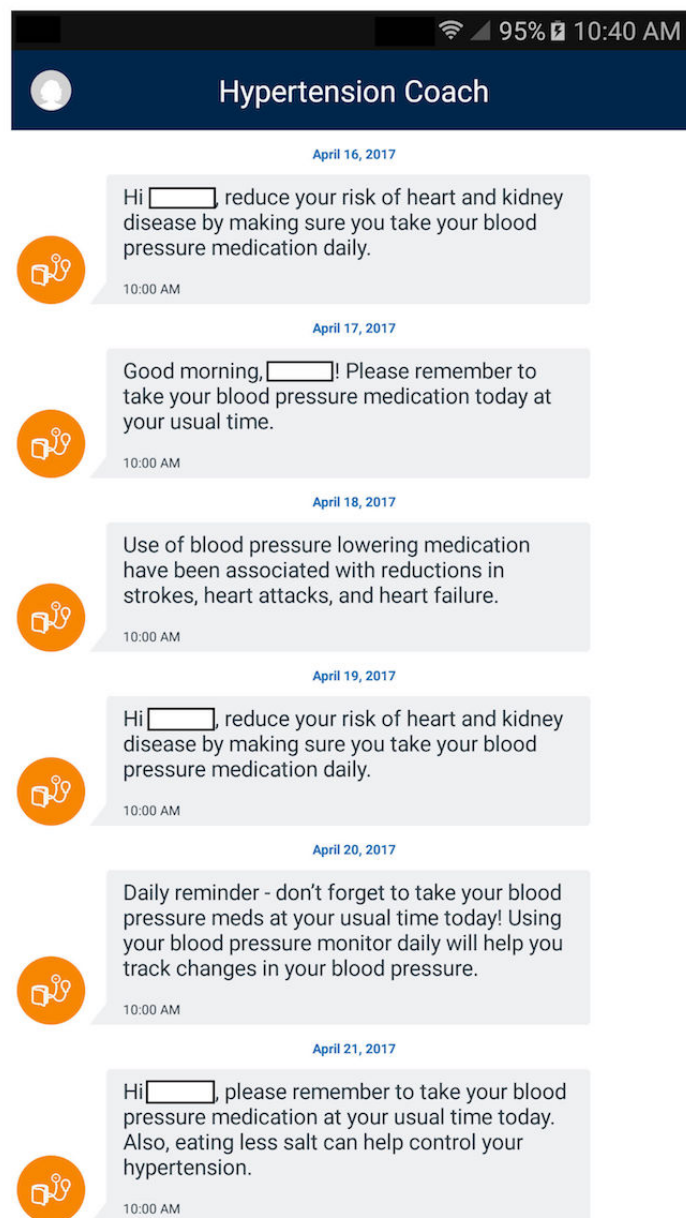 95% 10:40 AM
Hypertension Coach
April 16, 2017
Hi , reduce your risk of heart and kidney
disease by making sure you take your blood
pressure medication daily.
10:00 AM
April 17, 2017
Good morning, ! Please remember to
take your blood pressure medication today at
your usual time.
10:00 AM
April 18, 2017
Use of blood pressure lowering medication
have been associated with reductions in
strokes, heart attacks, and heart failure.
10:00 AM
April 19, 2017
Hi , reduce your risk of heart and kidney
disease by making sure you take your blood
pressure medication daily.
10:00 AM
April 20, 2017
Daily reminder - don’t forget to take your blood
pressure meds at your usual time today! Using
your blood pressure monitor daily will help you
track changes in your blood pressure.
10:00 AM
April 21, 2017
Hi , please remember to take your blood
pressure medication at your usual time today.
Also, eating less salt can help control your
hypertension.
10:00 AM